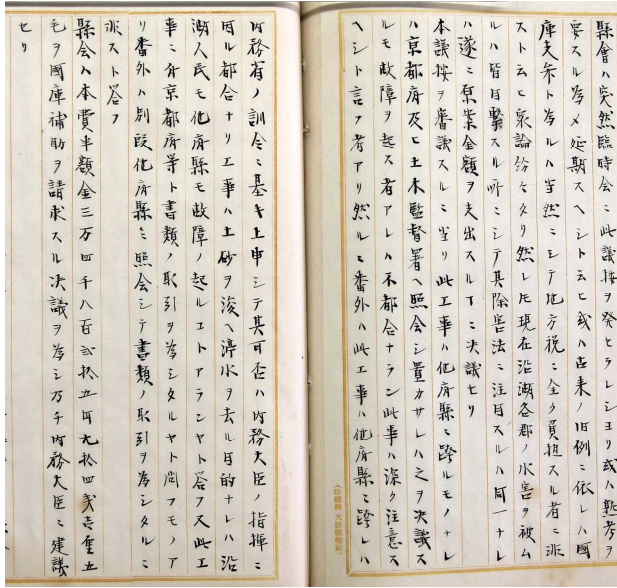 縣會ハ突然臨時会ニ此議按ヲ発セラレシヨリ或ハ熟考ヲ
要スル為メ延期スヘシト云ヒ或ハ古来ノ旧例ニ依レハ國
庫支弁ト為ルハ当然ニシテ地方税ニ全ク負担スル者ニ非
スト云ヒ衆論紛々タリ然レ𪜈現在沿湖各郡ノ水害ヲ被ム
ルハ皆目撃スル所ニシテ其除害法ニ注目スルハ同一ナレ
ハ遂ニ原案金額ヲ支出スルヿニ决議セリ
本議按ヲ審議スルニ当リ此工事ハ他府縣ニ跨ルモノナレ
ハ京都府及ヒ土木監督署ヘ照会シ置カサレハ之ヲ决議ス
ルモ故障ヲ起ス者アレハ不都合ナラン此事ハ深ク注意ス
ヘシト言フ者アリ然ルニ番外ハ此工事ハ他府縣ニ跨レハ
内務省ノ訓令ニ基キ上申シテ其可否ハ内務大臣ノ指揮ニ
因ル都合ナリ工事ハ土砂ヲ浚ヘ渟水ヲ去ル目的ナレハ沿
湖人民モ他府縣モ故障ノ起ルヿトアランヤト答フ又此工
事ニ付京都府等ト書類ノ取引ヲ為シタルヤト問フモノア
リ番外ハ別段他府縣ニ照会シテ書類ノ取引ヲ為シタルニ
非スト答フ
縣会ハ本費半額金三万四千八百弐拾五円九拾四戋壱厘五
毛ヲ國庫補助ヲ請求スル决議ヲ為シ乃チ内務大臣ニ建議
セリ